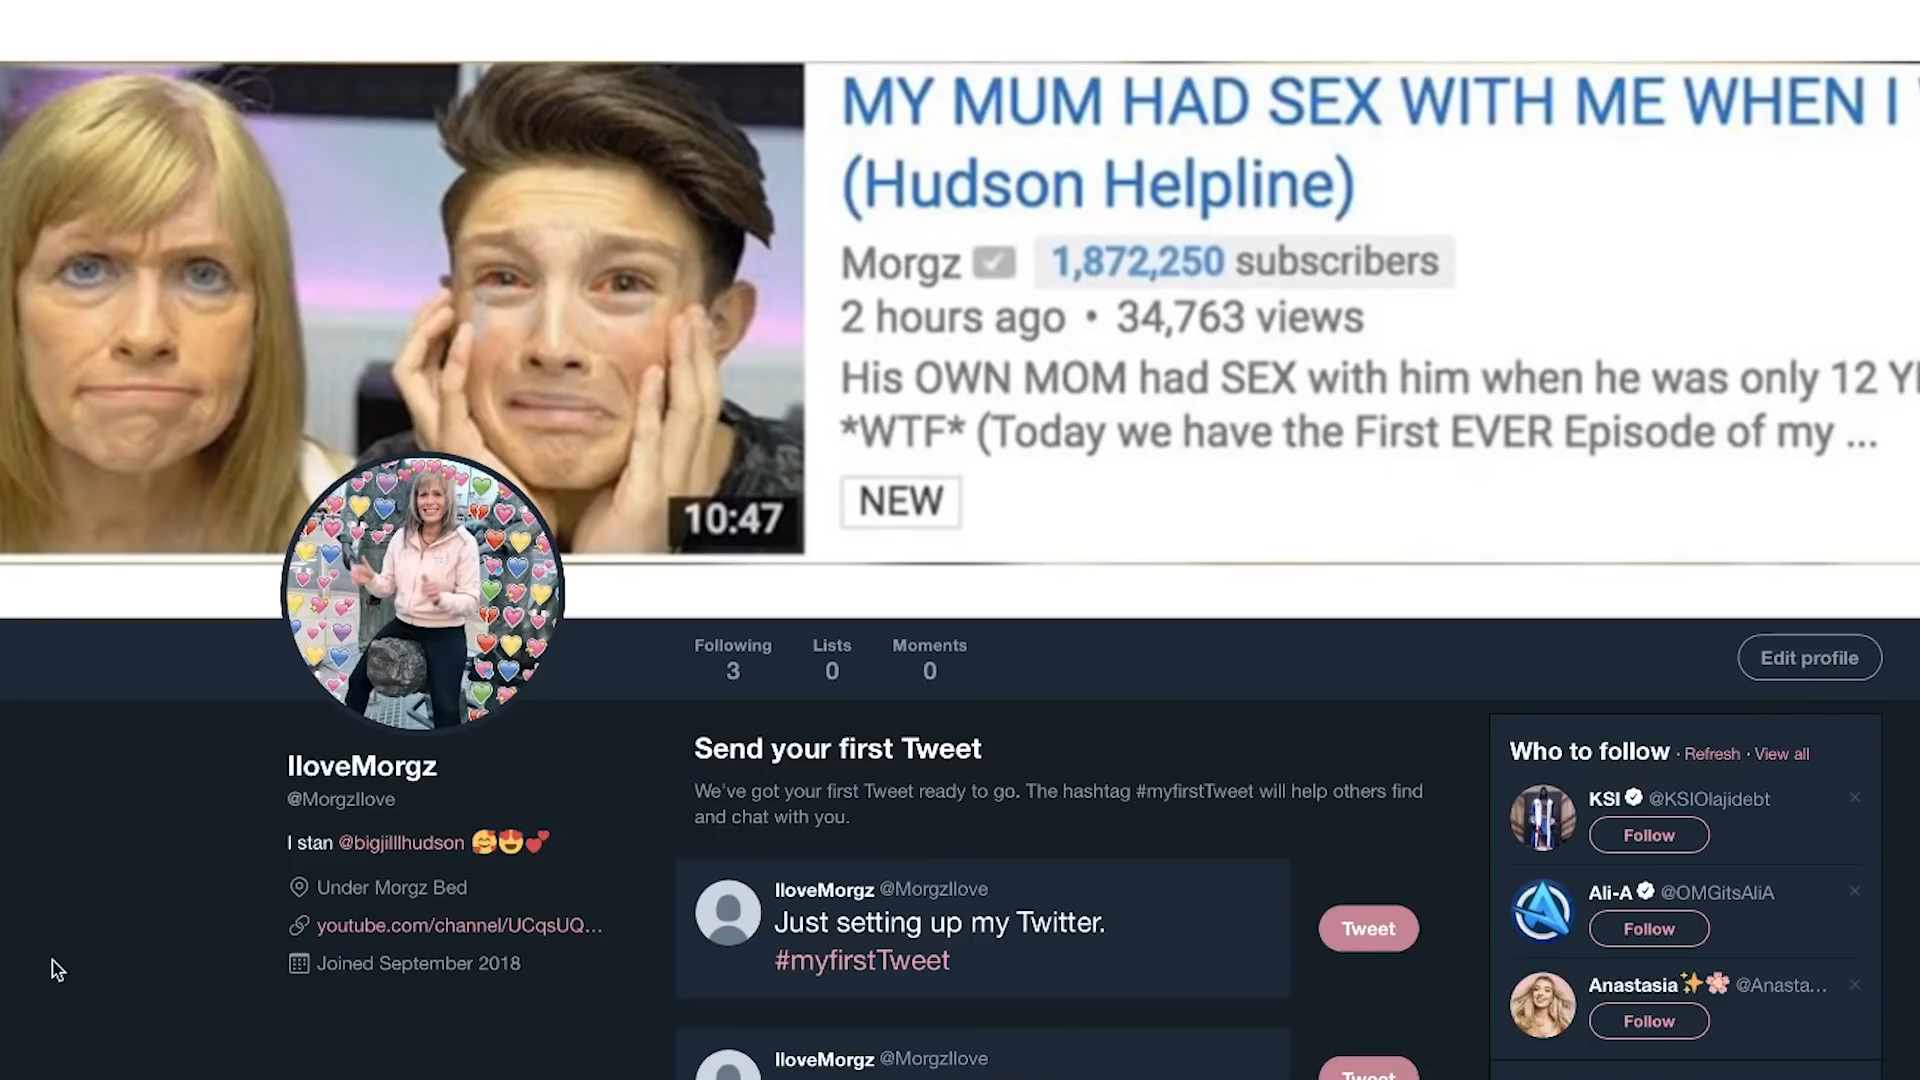 MY MUM HAD SEX WITH ME WHEN I
(Hudson Helpline)
Morgz 1,872,250 subscribers
2 hours ago • 34,763 views
His OWN MOM had SEX with him when he was only 12
*WTF* (Today we have the First EVER Episode of my ...
NEW
10:47
Following
3
Lists
0
Moments
0
Edit profile
IloveMorgz
@MorgzIlove
I stan @bigjilllhudson 🥰😍💕
Under Morgz Bed
youtube.com/channel/UCqsUQ...
Joined September 2018
Send your first Tweet
We've got your first Tweet ready to go. The hashtag #myfirstTweet will help others find
and chat with you.
IloveMorgz @MorgzIlove
Just setting up my Twitter.
#myfirstTweet
Tweet
IloveMorgz @MorgzIlove
Tweet
Who to follow · Refresh · View all
KSI @KSIOlajidebt
Follow
Ali-A @OMGitsAliA
Follow
Anastasia✨🌸 @Anasta...
Follow